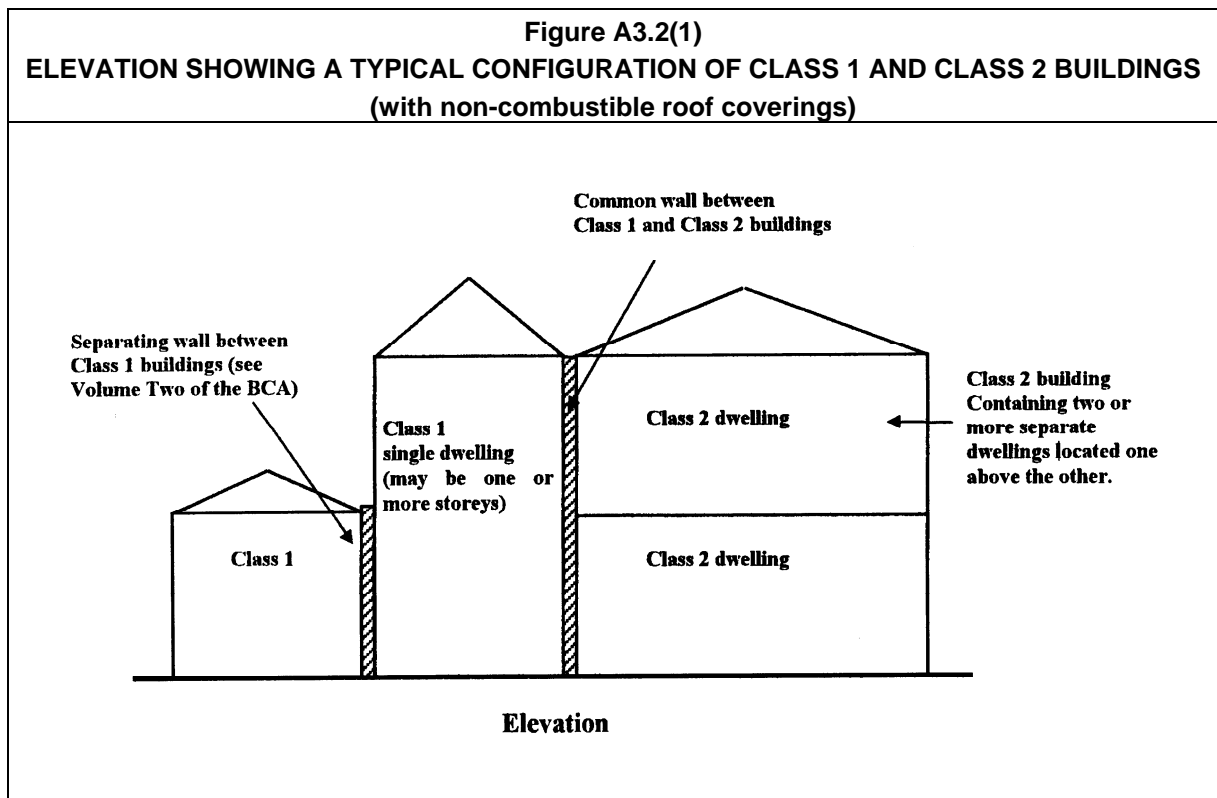 Figure A3.2(1)
ELEVATION SHOWING A TYPICAL CONFIGURATION OF CLASS 1 AND CLASS 2 BUILDINGS
(with non-combustible roof coverings)
Common wall between
Class 1 and Class 2 buildings
Separating wall between
Class 1 buildings (see
Volume Two of the BCA)
Class 1
single dwelling
(may be one or
more storeys)
Class 2 dwelling
Class 2 building
Containing two or
more separate
dwellings located one
above the other.
Class 1
Class 2 dwelling
Elevation